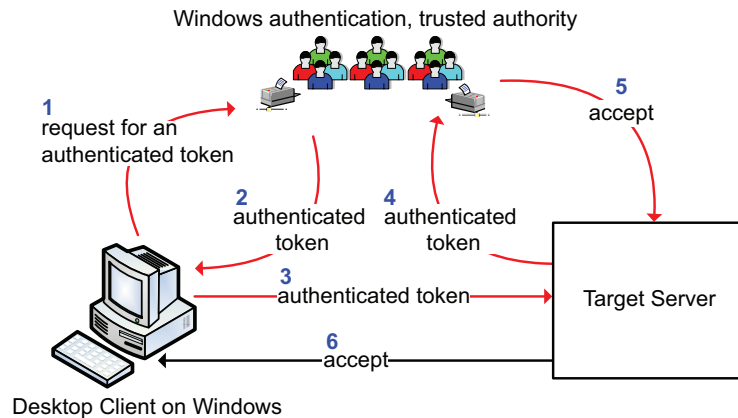 Windows authentication, trusted authority
1
request for an
authenticated token
5
accept
2
authenticated
token
4
authenticated
token
3
authenticated token
Target Server
6
accept
Desktop Client on Windows